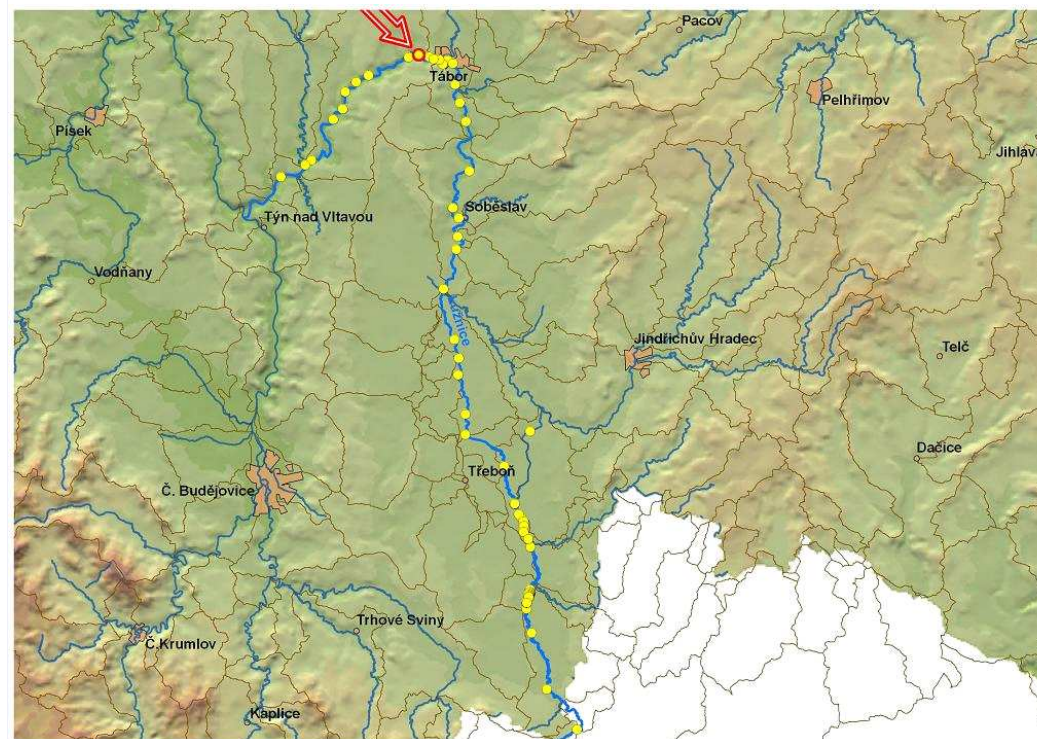 Pacov
Tábor
Pelhřimov
Písek
Jihlava
Soběslav
Týn nad Vltavou
Vodňany
Lužnice
Jindřichův Hradec
Telč
Dačice
Třeboň
Č. Budějovice
Trhové Sviny
Č.Krumlov
Kaplice